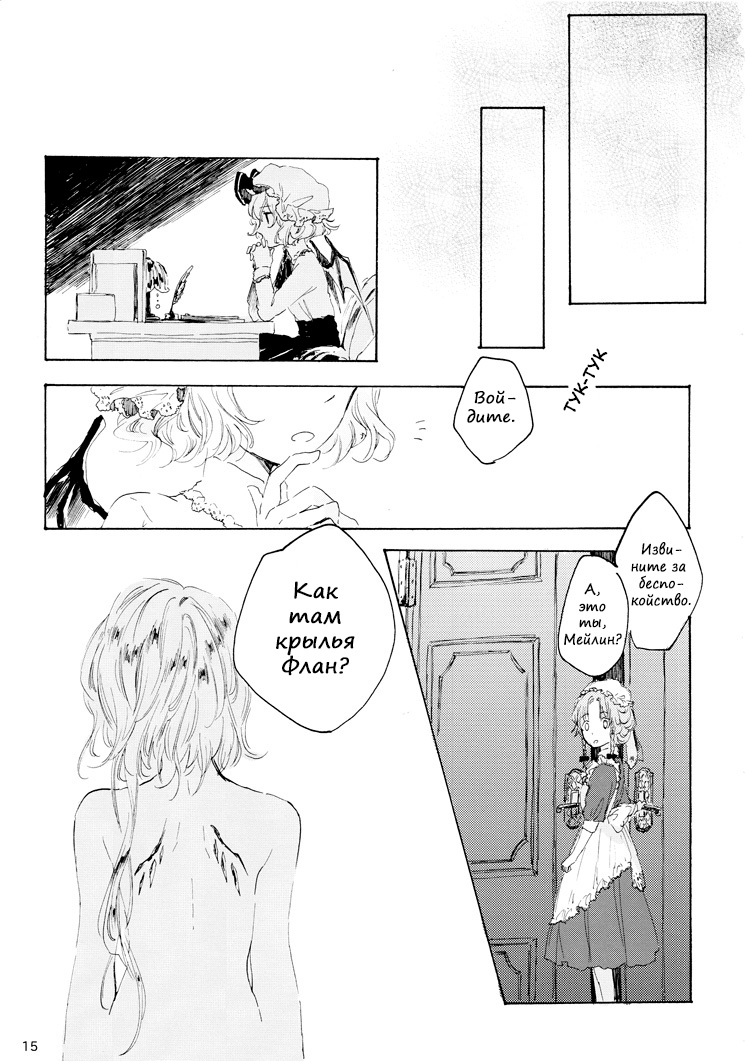 ...
ТУК-ТУК
Вой-
дите.
Изви-
ните за
беспо-
койство.
А,
это
ты,
Мейлин?
Как
там
крылья
Флан?
15